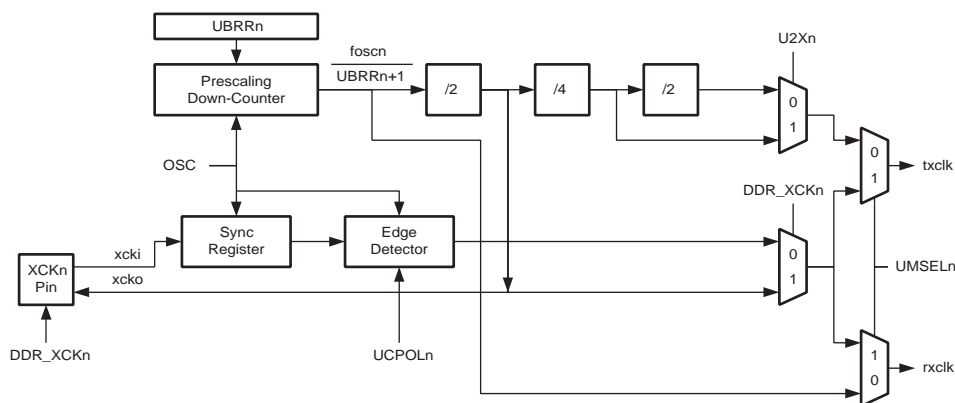 UBRRn
foscn
UBRRn+1
U2Xn
Prescaling
Down-Counter
/2
/4
/2
0
1
OSC
0
1
txclk
DDR_XCKn
Sync
Register
Edge
Detector
xcki
xcko
XCKn
Pin
0
1
UMSELn
DDR_XCKn
UCPOLn
1
0
rxclk